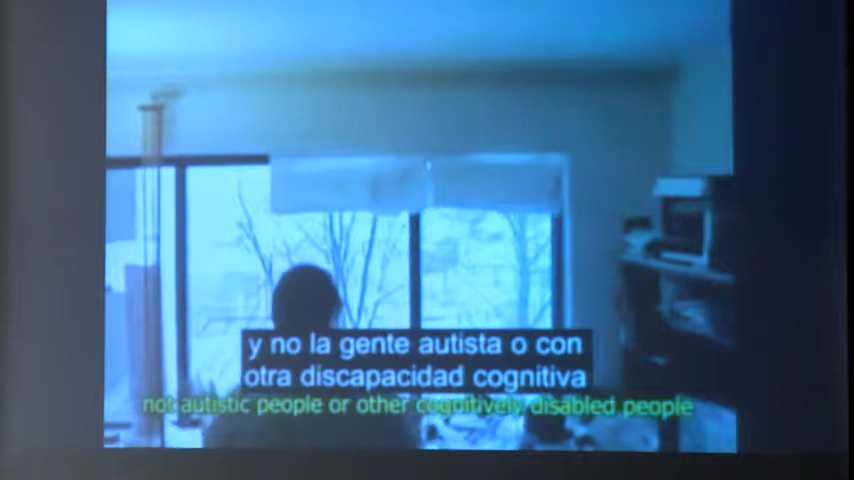 y no la gente autista o con
otra discapacidad cognitiva
not autistic people or other cognitively disabled people